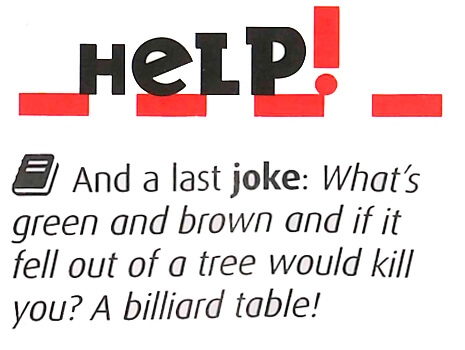 HeLP!
And a last joke: What's
green and brown and if it
fell out of a tree would kill
you? A billiard table!